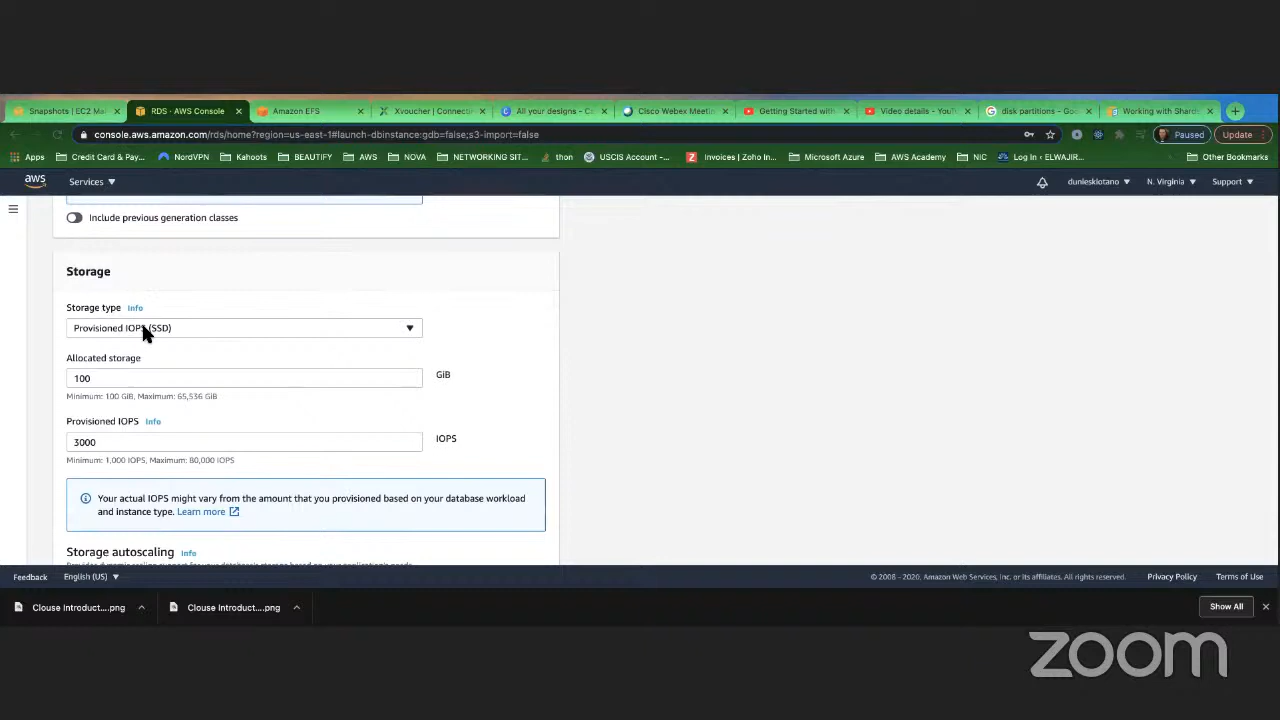 Snapshots | EC2 Ma
RDS · AWS Console
Amazon EFS
Xvoucher | Connecti
All your designs - C
Cisco Webex Meetin
Getting Started with
Video details - YouT
disk partitions - Goo
Working with Shard
console.aws.amazon.com/rds/home?region=us-east-1#launch-dbinstance:gdb=false;s3-import=false
Paused
Update
Apps
Credit Card & Pay...
NordVPN
Kahoots
BEAUTIFY
AWS
NOVA
NETWORKING SIT...
thon
USCIS Account -...
Invoices | Zoho In...
Microsoft Azure
AWS Academy
NIC
Log In ‹ ELWAJIR...
Other Bookmarks
aws
Services
dunieskiotano
N. Virginia
Support
Include previous generation classes
Storage
Storage type Info
Provisioned IOPS (SSD)
Allocated storage
100
GiB
Minimum: 100 GiB, Maximum: 65,536 GiB
Provisioned IOPS Info
3000
IOPS
Minimum: 1,000 IOPS, Maximum: 80,000 IOPS
Your actual IOPS might vary from the amount that you provisioned based on your database workload
and instance type. Learn more
Storage autoscaling Info
Feedback
English (US)
© 2008 - 2020, Amazon Web Services, Inc. or its affiliates. All rights reserved.
Privacy Policy
Terms of Use
Clouse Introduct....png
Clouse Introduct....png
Show All
zoom